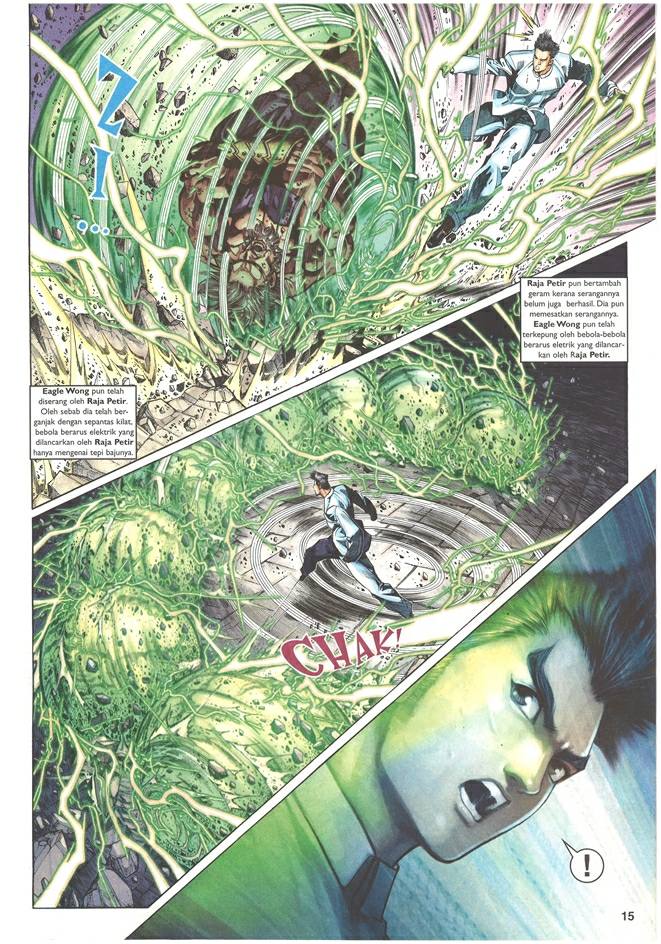 ZI...
Eagle Wong pun telah
diserang oleh Raja Petir.
Oleh sebab dia telah ber-
ganjak dengan sepantas kilat,
bebola berarus elektrik yang
dilancarkan oleh Raja Petir
hanya mengenai tepi bajunya.
Raja Petir pun bertambah
geram kerana serangannya
belum juga berhasil. Dia pun
memesatkan serangannya.
Eagle Wong pun telah
terkepung oleh bebola-bebola
berarus eletrik yang dilancar-
kan oleh Raja Petir.
CHAK!
!
15